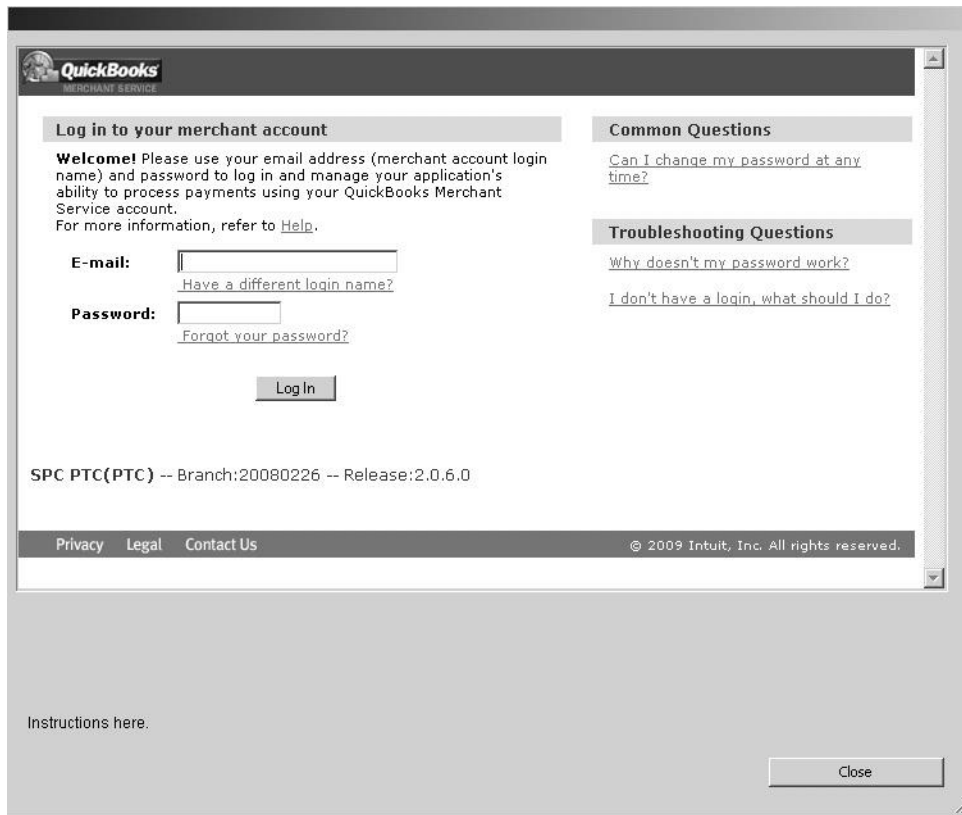 QuickBooks
MERCHANT SERVICE
Log in to your merchant account
Welcome! Please use your email address (merchant account login
name) and password to log in and manage your application's
ability to process payments using your QuickBooks Merchant
Service account.
For more information, refer to Help.
E-mail:
Have a different login name?
Password:
Forgot your password?
Log In
Common Questions
Can I change my password at any
time?
Troubleshooting Questions
Why doesn't my password work?
I don't have a login, what should I do?
SPC PTC(PTC) -- Branch:20080226 -- Release:2.0.6.0
Privacy Legal Contact Us
© 2009 Intuit, Inc. All rights reserved.
Instructions here.
Close